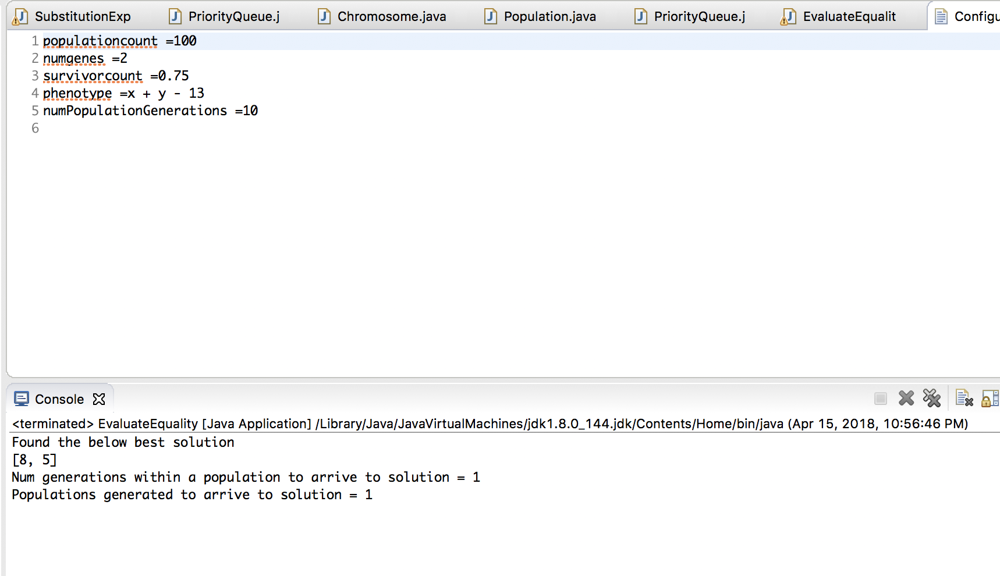 SubstitutionExp PriorityQueue.j Chromosome.java Population.java PriorityQueue.j EvaluateEqualit Configu
1 populationcount =100
2 numgenes =2
3 survivorcount =0.75
4 phenotype =x + y - 13
5 numPopulationGenerations =10
6
Console
<terminated> EvaluateEquality [Java Application] /Library/Java/JavaVirtualMachines/jdk1.8.0_144.jdk/Contents/Home/bin/java (Apr 15, 2018, 10:56:46 PM)
Found the below best solution
[8, 5]
Num generations within a population to arrive to solution = 1
Populations generated to arrive to solution = 1